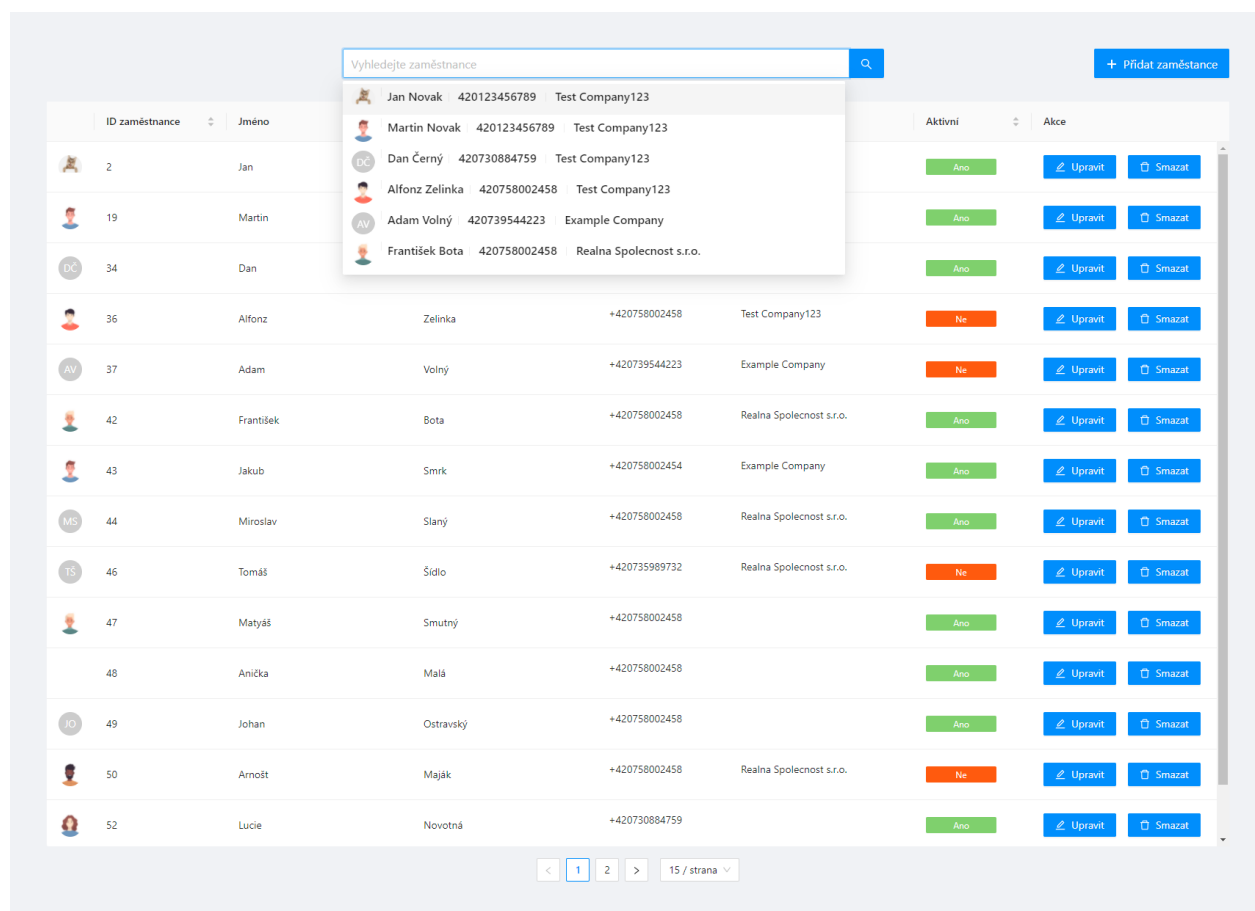 Vyhledejte zaměstnance
+ Přidat zaměstance
Jan Novak 420123456789 Test Company123
Martin Novak 420123456789 Test Company123
Dan Černý 420730884759 Test Company123
Alfonz Zelinka 420758002458 Test Company123
Adam Volný 420739544223 Example Company
František Bota 420758002458 Realna Spolecnost s.r.o.
ID zaměstnance Jméno Aktivní Akce
2 Jan Ano Upravit Smazat
19 Martin Ano Upravit Smazat
DČ 34 Dan Ano Upravit Smazat
36 Alfonz Zelinka +420758002458 Test Company123 Ne Upravit Smazat
AV 37 Adam Volný +420739544223 Example Company Ne Upravit Smazat
42 František Bota +420758002458 Realna Spolecnost s.r.o. Ano Upravit Smazat
43 Jakub Smrk +420758002454 Example Company Ano Upravit Smazat
MS 44 Miroslav Slaný +420758002458 Realna Spolecnost s.r.o. Ano Upravit Smazat
TŠ 46 Tomáš Šídlo +420735989732 Realna Spolecnost s.r.o. Ne Upravit Smazat
47 Matyáš Smutný +420758002458 Ano Upravit Smazat
48 Anička Malá +420758002458 Ano Upravit Smazat
JO 49 Johan Ostravský +420758002458 Ano Upravit Smazat
50 Arnošt Maják +420758002458 Realna Spolecnost s.r.o. Ne Upravit Smazat
52 Lucie Novotná +420730884759 Ano Upravit Smazat
< 1 2 > 15 / strana